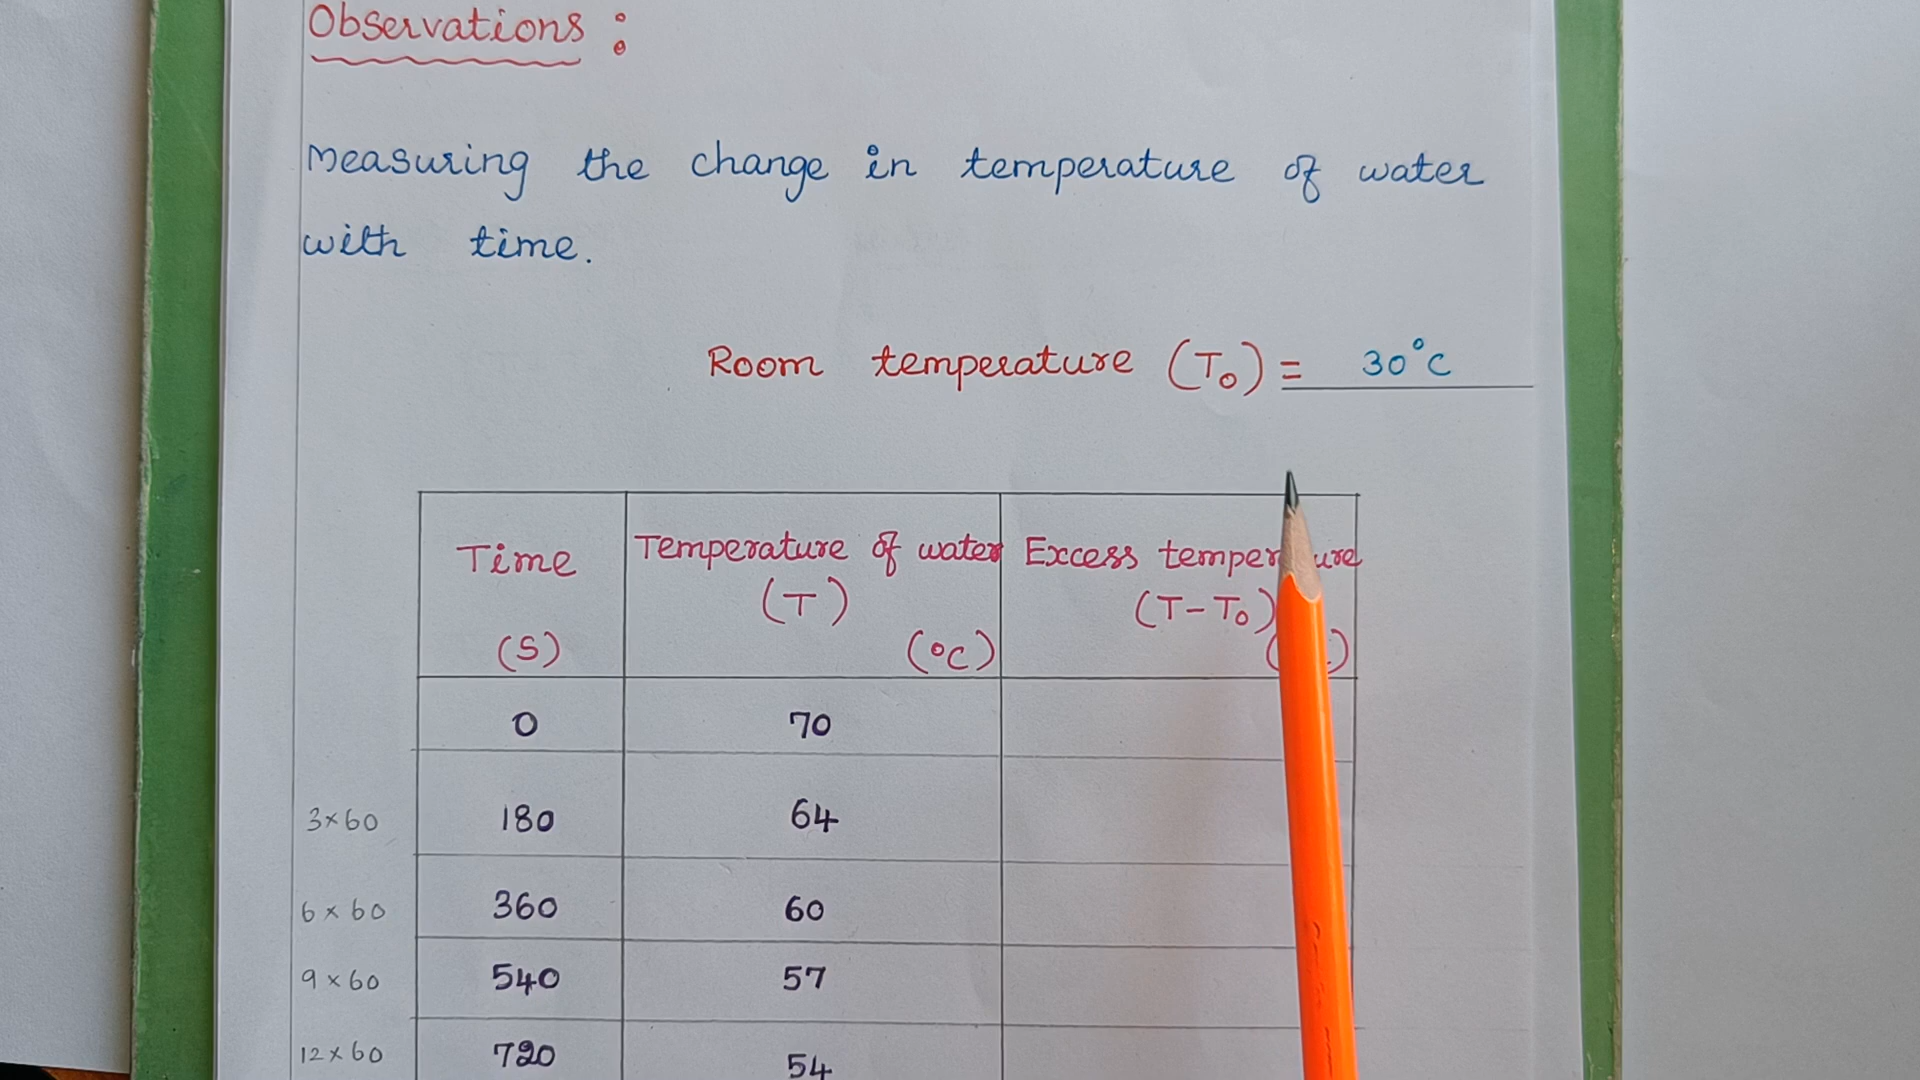 Observations :
Measuring the change in temperature of water
with time.
Room temperature (T₀) = 30°C
Time Temperature of water Excess
(T) (T-T₀)
(S) (°C)
0 70
3×60 180 64
6×60 360 60
9×60 540 57
12×60 720 54